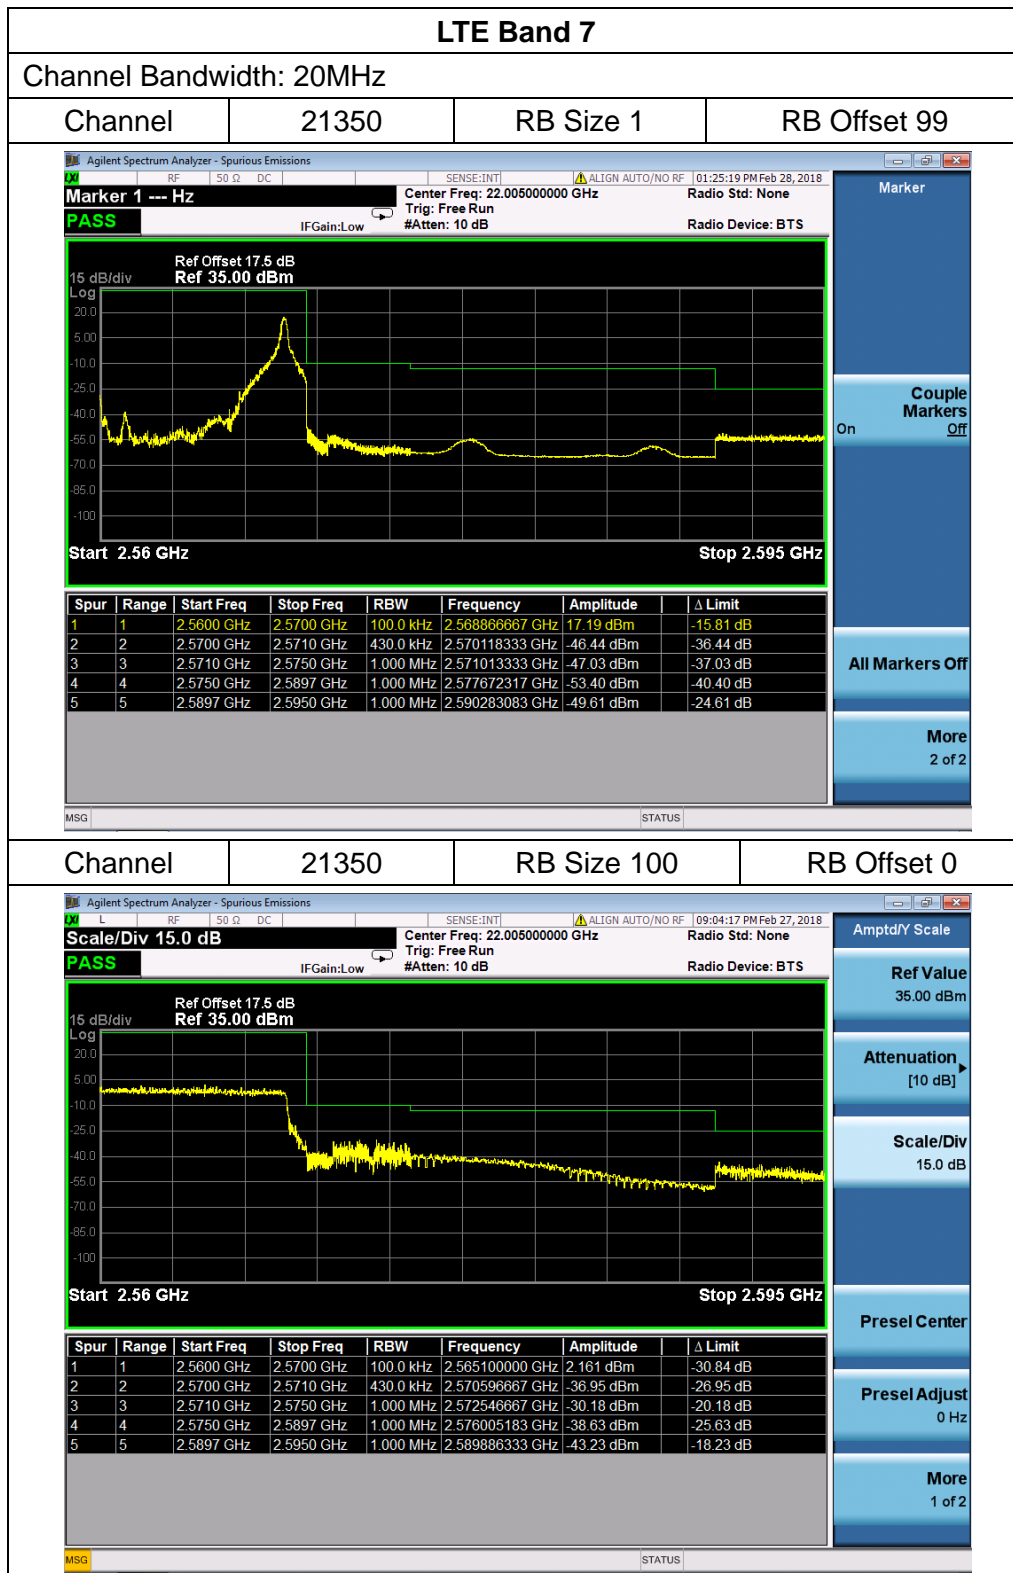 LTE Band 7
Channel Bandwidth: 20MHz
Channel 21350 RB Size 1 RB Offset 99
Agilent Spectrum Analyzer - Spurious Emissions
LXI RF 50 Ω DC SENSE:INT ALIGN AUTO/NO RF 01:25:19 PM Feb 28, 2018
Marker 1 --- Hz Center Freq: 22.005000000 GHz Radio Std: None
Trig: Free Run
PASS IFGain:Low #Atten: 10 dB Radio Device: BTS
Ref Offset 17.5 dB
15 dB/div Ref 35.00 dBm
Log
20.0
5.00
-10.0
-25.0
-40.0
-55.0
-70.0
-85.0
-100
Start 2.56 GHz Stop 2.595 GHz
Spur Range Start Freq Stop Freq RBW Frequency Amplitude Δ Limit
1 1 2.5600 GHz 2.5700 GHz 100.0 kHz 2.568866667 GHz 17.19 dBm -15.81 dB
2 2 2.5700 GHz 2.5710 GHz 430.0 kHz 2.570118333 GHz -46.44 dBm -36.44 dB
3 3 2.5710 GHz 2.5750 GHz 1.000 MHz 2.571013333 GHz -47.03 dBm -37.03 dB
4 4 2.5750 GHz 2.5897 GHz 1.000 MHz 2.577672317 GHz -53.40 dBm -40.40 dB
5 5 2.5897 GHz 2.5950 GHz 1.000 MHz 2.590283083 GHz -49.61 dBm -24.61 dB
Marker
Couple
Markers
On Off
All Markers Off
More
2 of 2
MSG STATUS
Channel 21350 RB Size 100 RB Offset 0
Agilent Spectrum Analyzer - Spurious Emissions
LXI L RF 50 Ω DC SENSE:INT ALIGN AUTO/NO RF 09:04:17 PM Feb 27, 2018
Scale/Div 15.0 dB Center Freq: 22.005000000 GHz Radio Std: None
Trig: Free Run
PASS IFGain:Low #Atten: 10 dB Radio Device: BTS
Ref Offset 17.5 dB
15 dB/div Ref 35.00 dBm
Log
20.0
5.00
-10.0
-25.0
-40.0
-55.0
-70.0
-85.0
-100
Start 2.56 GHz Stop 2.595 GHz
Spur Range Start Freq Stop Freq RBW Frequency Amplitude Δ Limit
1 1 2.5600 GHz 2.5700 GHz 100.0 kHz 2.565100000 GHz 2.161 dBm -30.84 dB
2 2 2.5700 GHz 2.5710 GHz 430.0 kHz 2.570596667 GHz -36.95 dBm -26.95 dB
3 3 2.5710 GHz 2.5750 GHz 1.000 MHz 2.572546667 GHz -30.18 dBm -20.18 dB
4 4 2.5750 GHz 2.5897 GHz 1.000 MHz 2.576005183 GHz -38.63 dBm -25.63 dB
5 5 2.5897 GHz 2.5950 GHz 1.000 MHz 2.589886333 GHz -43.23 dBm -18.23 dB
Amptd/Y Scale
Ref Value
35.00 dBm
Attenuation
[10 dB]
Scale/Div
15.0 dB
Presel Center
Presel Adjust
0 Hz
More
1 of 2
MSG STATUS